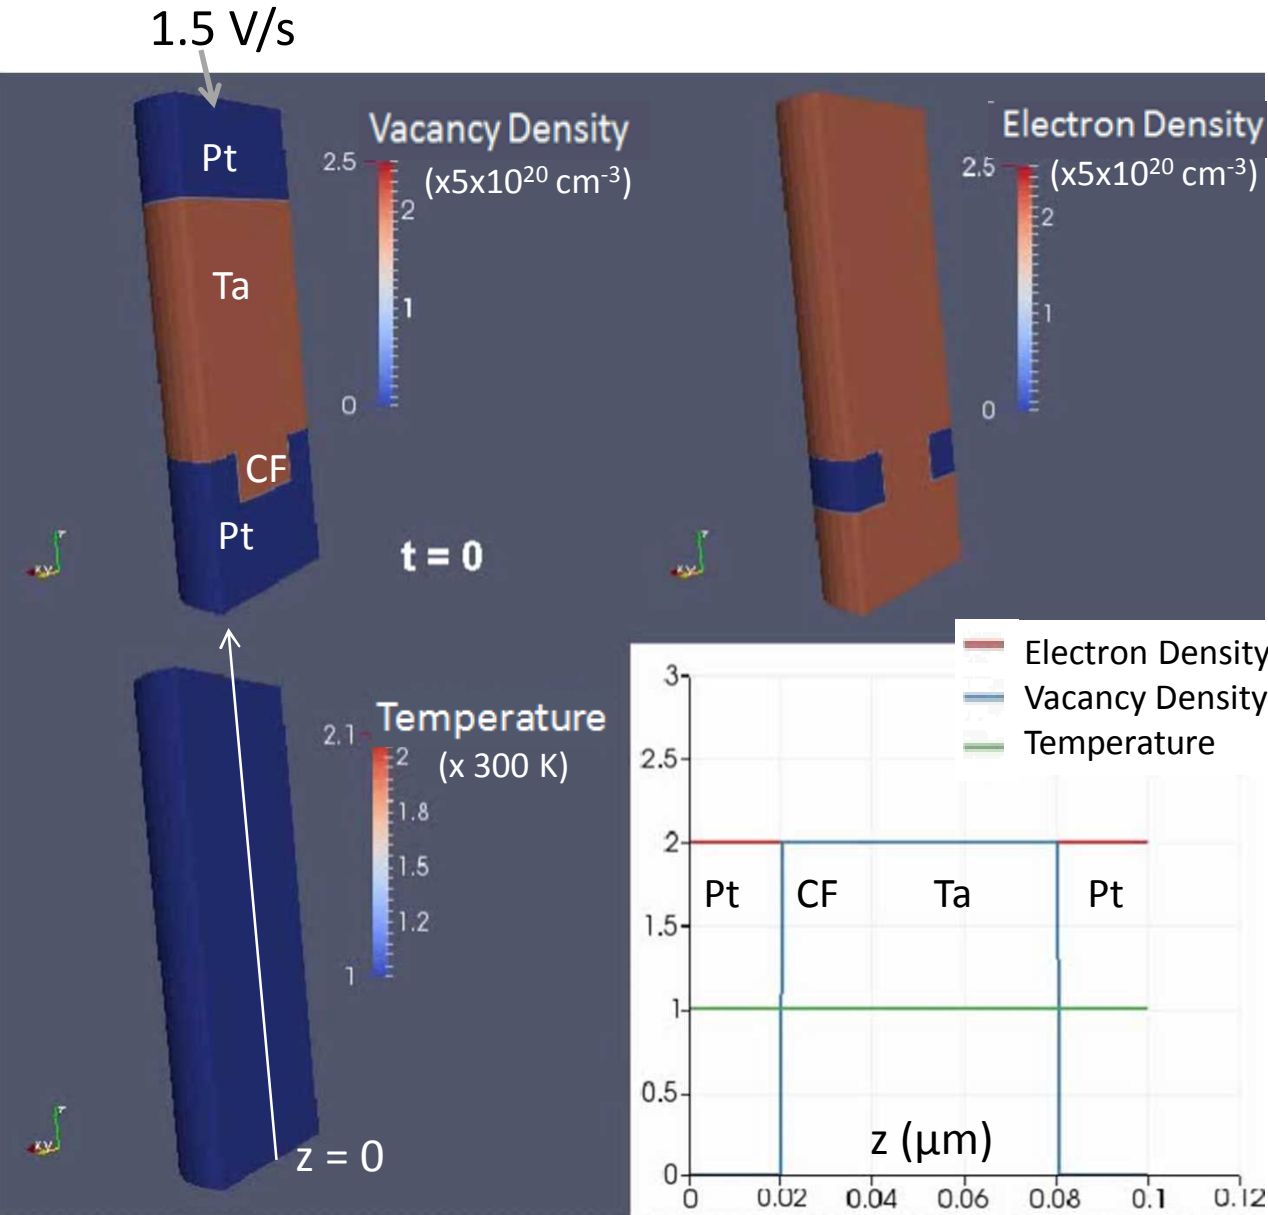 1.5 V/s
Pt
Ta
CF
Pt
Vacancy Density
(x5x10²⁰ cm⁻³)
2.5
2
1
0
t = 0
Electron Density
(x5x10²⁰ cm⁻³)
2.5
2
1
0
Temperature
(x 300 K)
2.1
2
1.8
1.5
1.2
1
z = 0
Electron Density
Vacancy Density
Temperature
3
2.5
2
1.5
1
0.5
0
Pt CF Ta Pt
z (μm)
0 0.02 0.04 0.06 0.08 0.1 0.12